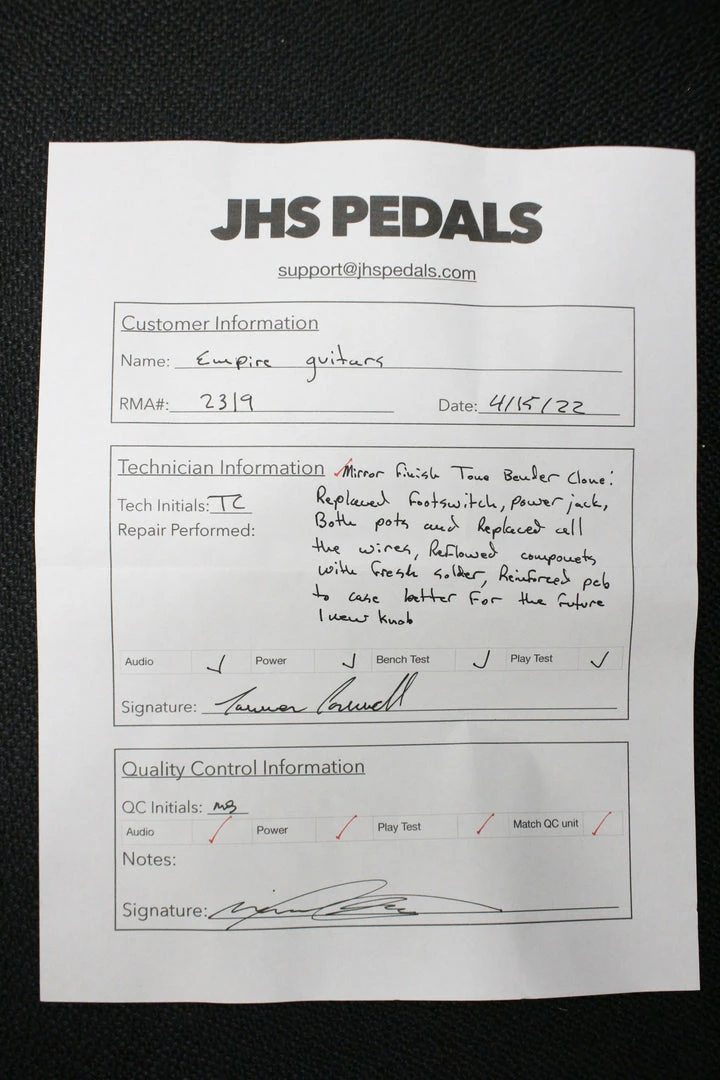 JHS PEDALS
support@jhspedals.com
Customer Information
Name: Empire guitars
RMA#: 2319 Date: 4/15/22
Technician Information Mirror finish Tone Bender Clone:
Tech Initials: TC Replaced footswitch, power jack,
Repair Performed: Both pots and Replaced all
the wires, Reflowed componets
with fresh solder, Reinforced pcb
to case better For the future
1 new knob
Audio ✓ Power ✓ Bench Test ✓ Play Test ✓
Signature:
Quality Control Information
QC Initials:
Audio ✓ Power ✓ Play Test ✓ Match QC unit ✓
Notes:
Signature: